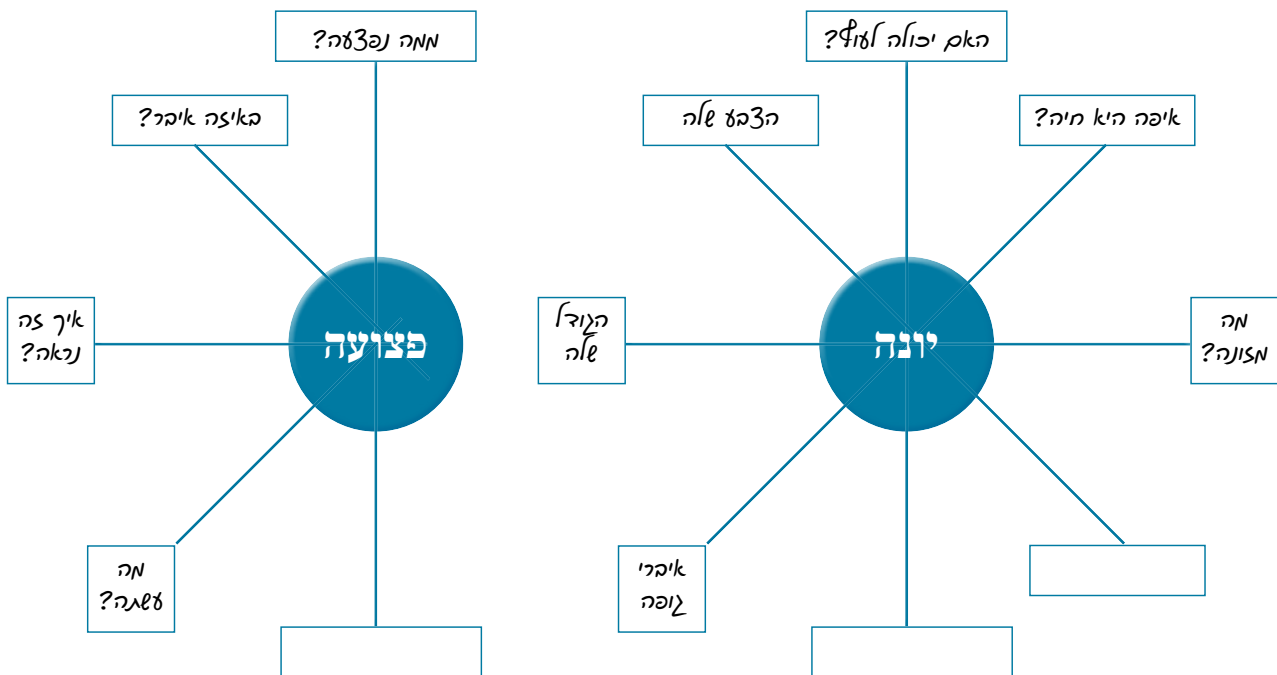 האם יכולה לעוף?
איפה היא חיה?
הצבע שלה
מה
מזונה?
יונה
הגודל
שלה
איברי
גופה
ממה נפצעה?
באיזה איבר?
פצועה
איך זה
נראה?
מה
עשתה?